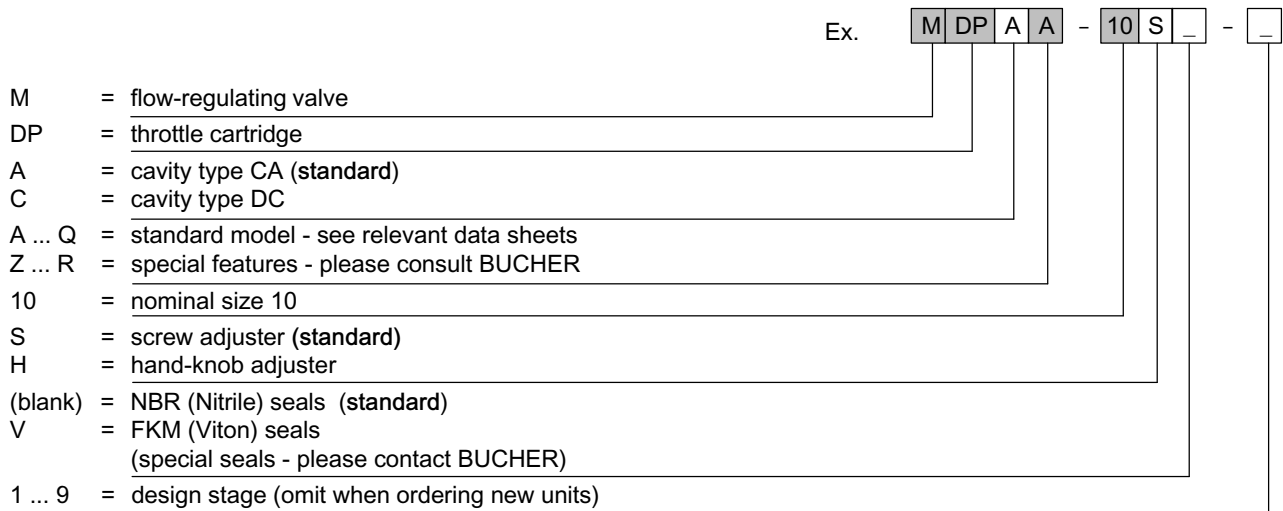 Ex. M DP A A - 10 S _ - _
M = flow-regulating valve
DP = throttle cartridge
A = cavity type CA (standard)
C = cavity type DC
A ... Q = standard model - see relevant data sheets
Z ... R = special features - please consult BUCHER
10 = nominal size 10
S = screw adjuster (standard)
H = hand-knob adjuster
(blank) = NBR (Nitrile) seals (standard)
V = FKM (Viton) seals
(special seals - please contact BUCHER)
1 ... 9 = design stage (omit when ordering new units)